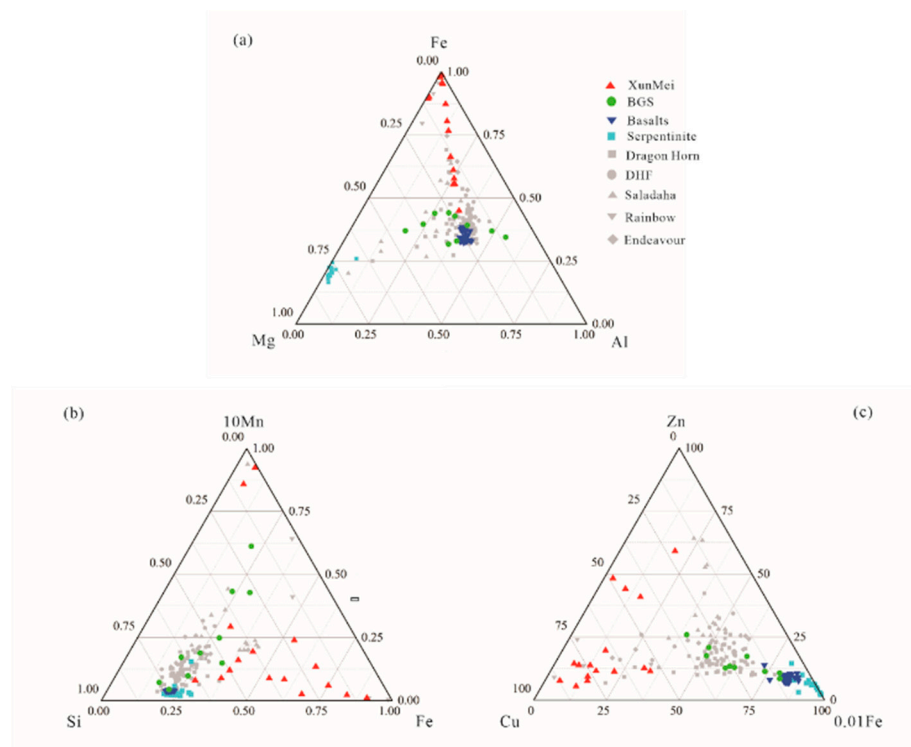 (a)
Fe
0.00
1.00
XunMei
BGS
0.25
0.75
Basalts
Serpentinite
Dragon Horn
DHF
0.50
0.50
Saladaha
Rainbow
Endeavour
0.75
0.25
1.00
0.00
0.00
0.25
0.50
0.75
1.00
Mg
Al
(b)
10Mn
0.00
1.00
0.25
0.75
0.50
0.50
0.75
0.25
1.00
0.00
0.00
0.25
0.50
0.75
1.00
Si
Fe
(c)
Zn
0
100
25
75
50
50
75
25
100
0
0
25
50
75
100
Cu
0.01Fe